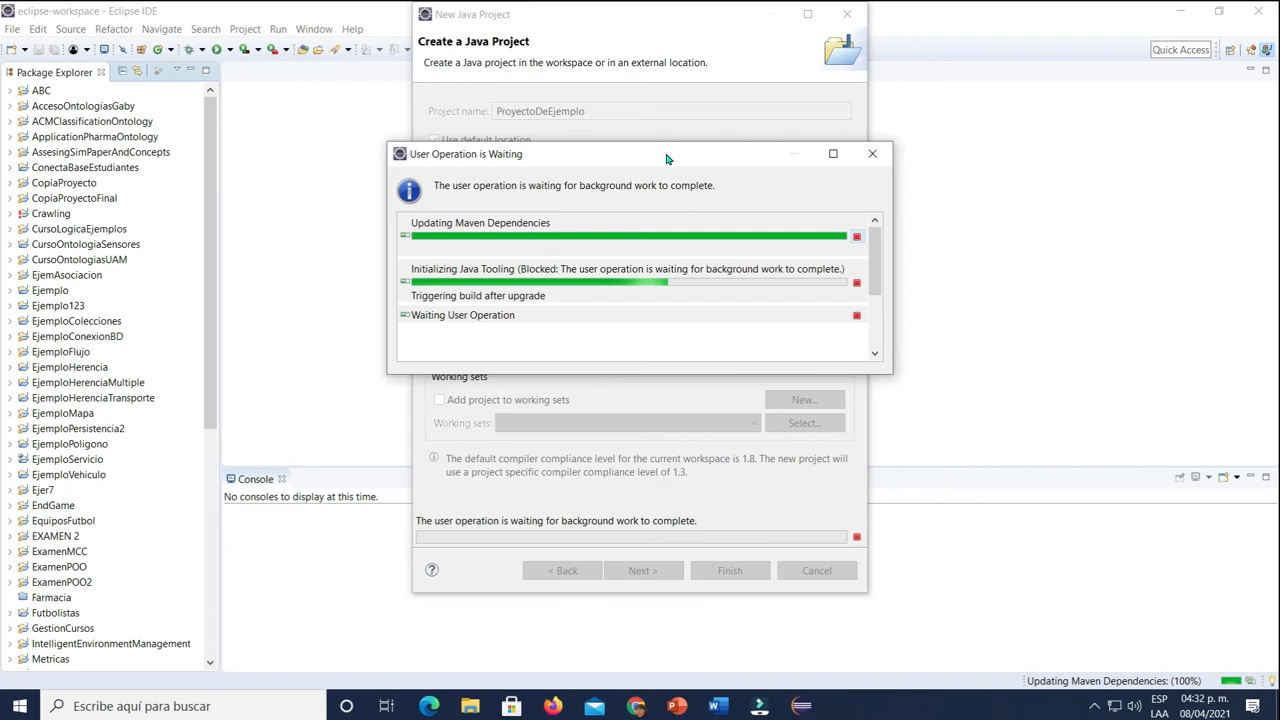 eclipse-workspace - Eclipse IDE
File Edit Source Refactor Navigate Search Project Run Window Help
Quick Access
Package Explorer
ABC
AccesoOntologiasGaby
ACMClassificationOntology
ApplicationPharmaOntology
AssesingSimPaperAndConcepts
ConectaBaseEstudiantes
CopiaProyecto
CopiaProyectoFinal
Crawling
CursoLogicaEjemplos
CursoOntologiaSensores
CursoOntologiasUAM
EjemAsociacion
Ejemplo
Ejemplo123
EjemploColecciones
EjemploConexionBD
EjemploFlujo
EjemploHerencia
EjemploHerenciaMultiple
EjemploHerenciaTransporte
EjemploMapa
EjemploPersistencia2
EjemploPoligono
EjemploServicio
EjemploVehiculo
Ejer7
EndGame
EquiposFutbol
EXAMEN 2
ExamenMCC
ExamenPOO
ExamenPOO2
Farmacia
Futbolistas
GestionCursos
IntelligentEnvironmentManagement
Metricas
New Java Project
Create a Java Project
Create a Java project in the workspace or in an external location.
Project name: ProyectoDeEjemplo
Use default location
User Operation is Waiting
The user operation is waiting for background work to complete.
Updating Maven Dependencies
Initializing Java Tooling (Blocked: The user operation is waiting for background work to complete.)
Triggering build after upgrade
Waiting User Operation
Working sets
Add project to working sets New...
Working sets: Select...
The default compiler compliance level for the current workspace is 1.8. The new project will
use a project specific compiler compliance level of 1.3.
The user operation is waiting for background work to complete.
< Back Next > Finish Cancel
Console
No consoles to display at this time.
Updating Maven Dependencies: (100%)
Escribe aquí para buscar
ESP 04:32 p. m.
LAA 08/04/2021